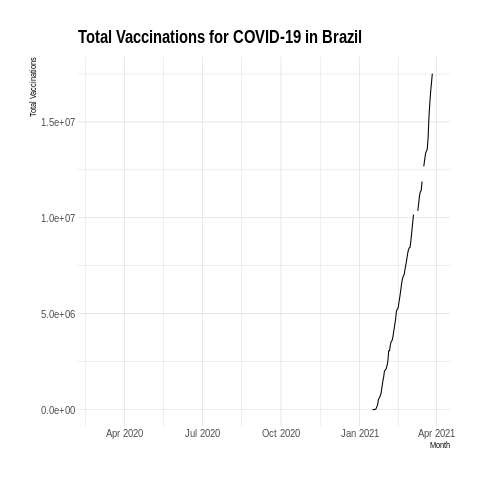 Total Vaccinations for COVID-19 in Brazil
Total Vaccinations
1.5e+07
1.0e+07
5.0e+06
0.0e+00
Apr 2020 Jul 2020 Oct 2020 Jan 2021 Apr 2021
Month